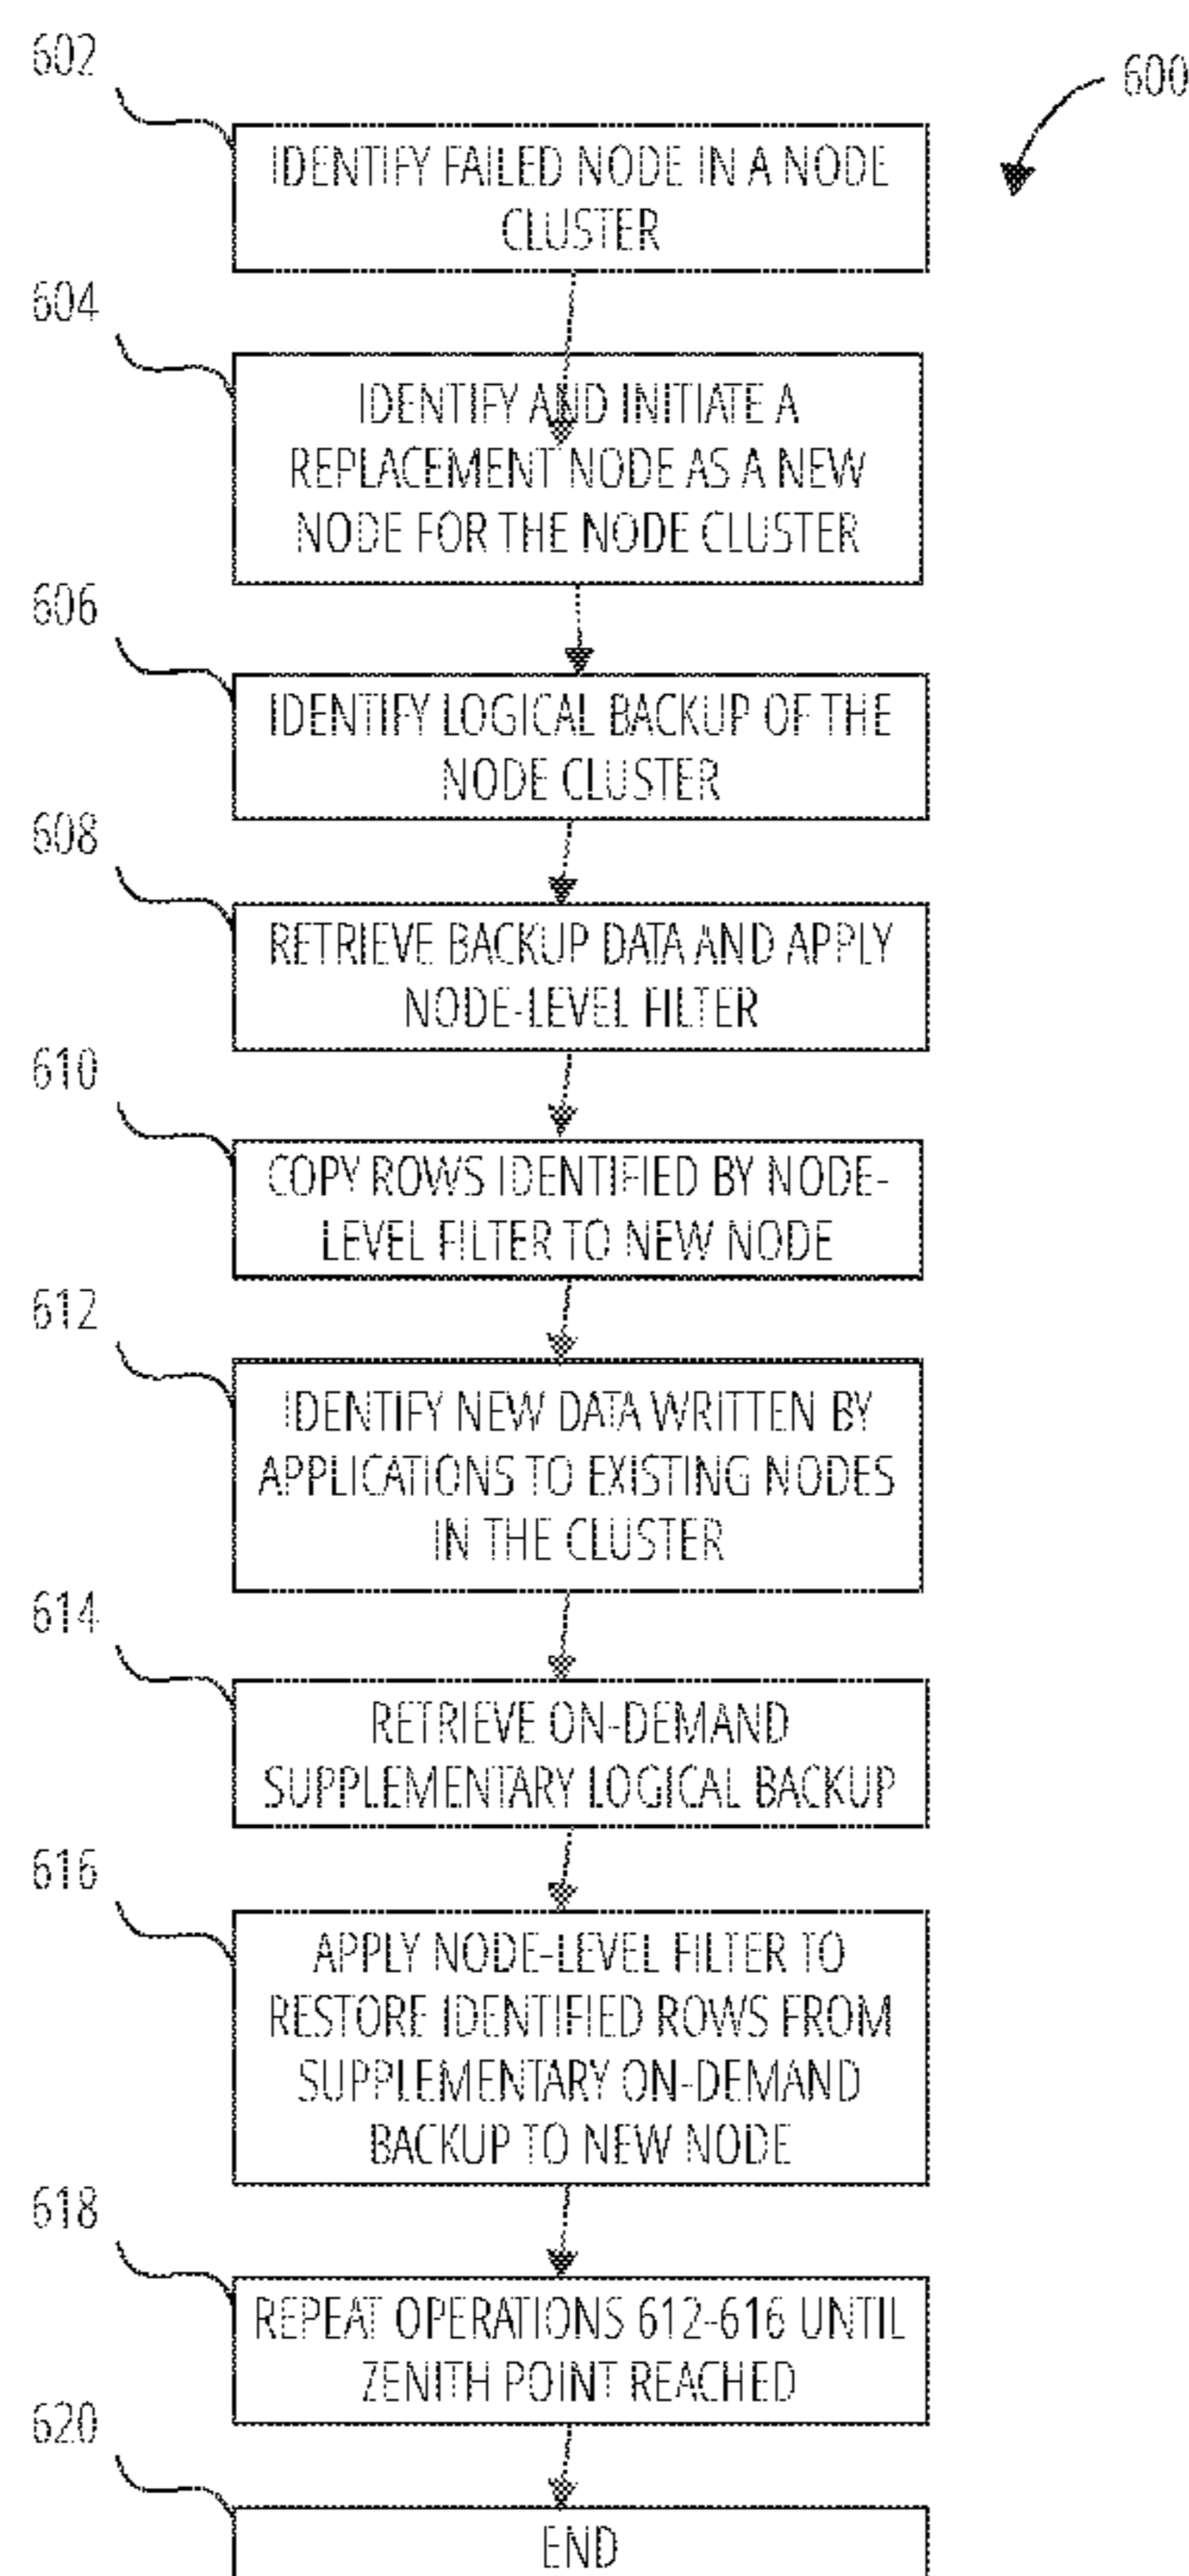 602
600
IDENTIFY FAILED NODE IN A NODE
CLUSTER
604
IDENTIFY AND INITIATE A
REPLACEMENT NODE AS A NEW
NODE FOR THE NODE CLUSTER
606
IDENTIFY LOGICAL BACKUP OF THE
NODE CLUSTER
608
RETRIEVE BACKUP DATA AND APPLY
NODE-LEVEL FILTER
610
COPY ROWS IDENTIFIED BY NODE-
LEVEL FILTER TO NEW NODE
612
IDENTIFY NEW DATA WRITTEN BY
APPLICATIONS TO EXISTING NODES
IN THE CLUSTER
614
RETRIEVE ON-DEMAND
SUPPLEMENTARY LOGICAL BACKUP
616
APPLY NODE-LEVEL FILTER TO
RESTORE IDENTIFIED ROWS FROM
SUPPLEMENTARY ON-DEMAND
BACKUP TO NEW NODE
618
REPEAT OPERATIONS 612-616 UNTIL
ZENITH POINT REACHED
620
END